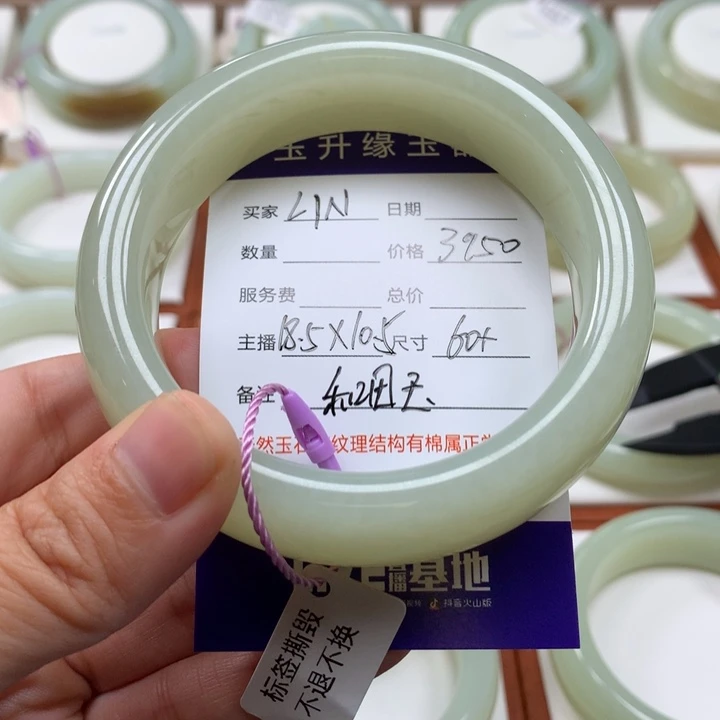 玉升缘玉
买家 LIN 日期
数量 价格 3950
服务费 总价
主播 18.5X10.5 尺寸 60+
备注 和田玉
然玉石 纹理结构有棉属正常
播基地
抖音火山版
标签撕毁
不退不换